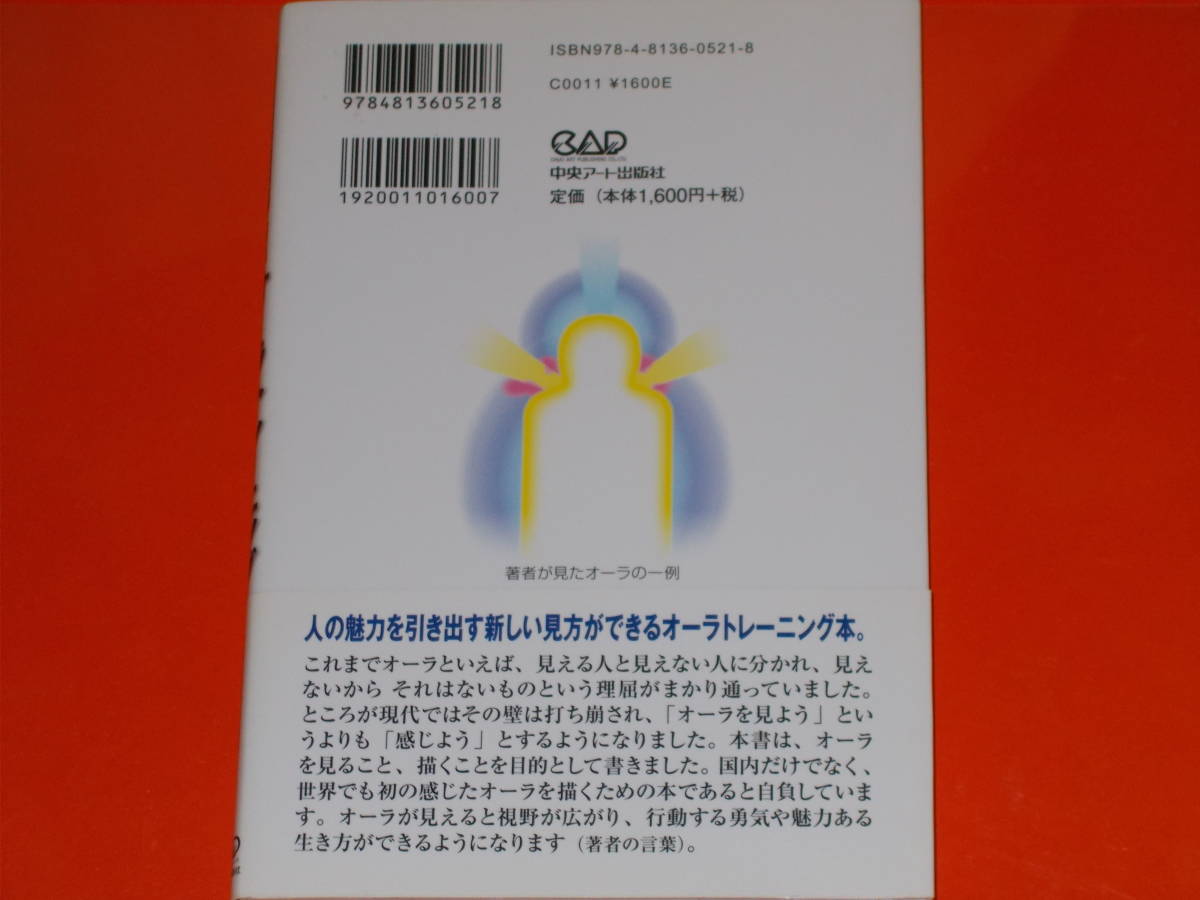 ISBN978-4-8136-0521-8
9784813605218
C0011 ¥1600E
CAP
CHUO ART PUBLISHING CO.,LTD
中央アート出版社
1920011016007
定価（本体1,600円+税）
著者が見たオーラの一例
人の魅力を引き出す新しい見方ができるオーラトレーニング本。
これまでオーラといえば、見える人と見えない人に分かれ、見え
ないから それはないものという理屈がまかり通っていました。
ところが現代ではその壁は打ち崩され、「オーラを見よう」とい
うよりも「感じよう」とするようになりました。本書は、オーラ
を見ること、描くことを目的として書きました。国内だけでなく、
世界でも初の感じたオーラを描くための本であると自負していま
す。オーラが見えると視野が広がり、行動する勇気や魅力ある
生き方ができるようになります（著者の言葉）。